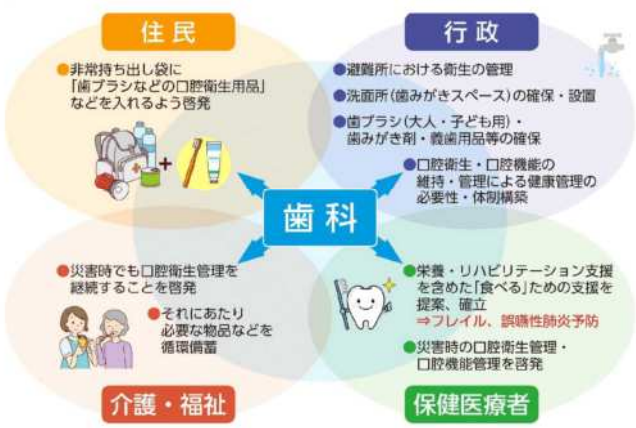 住民
●非常持ち出し袋に
「歯ブラシなどの口腔衛生用品」
などを入れるよう啓発
行政
●避難所における衛生の管理
●洗面所(歯みがきスペース)の確保・設置
●歯ブラシ(大人・子ども用)・
歯みがき剤・義歯用品等の確保
●口腔衛生・口腔機能の
維持・管理による健康管理の
必要性・体制構築
歯科
●災害時でも口腔衛生管理を
継続することを啓発
●それにあたり
必要な物品などを
循環備蓄
介護・福祉
●栄養・リハビリテーション支援
を含めた「食べる」ための支援を
提案、確立
⇒フレイル、誤嚥性肺炎予防
●災害時の口腔衛生管理・
口腔機能管理を啓発
保健医療者